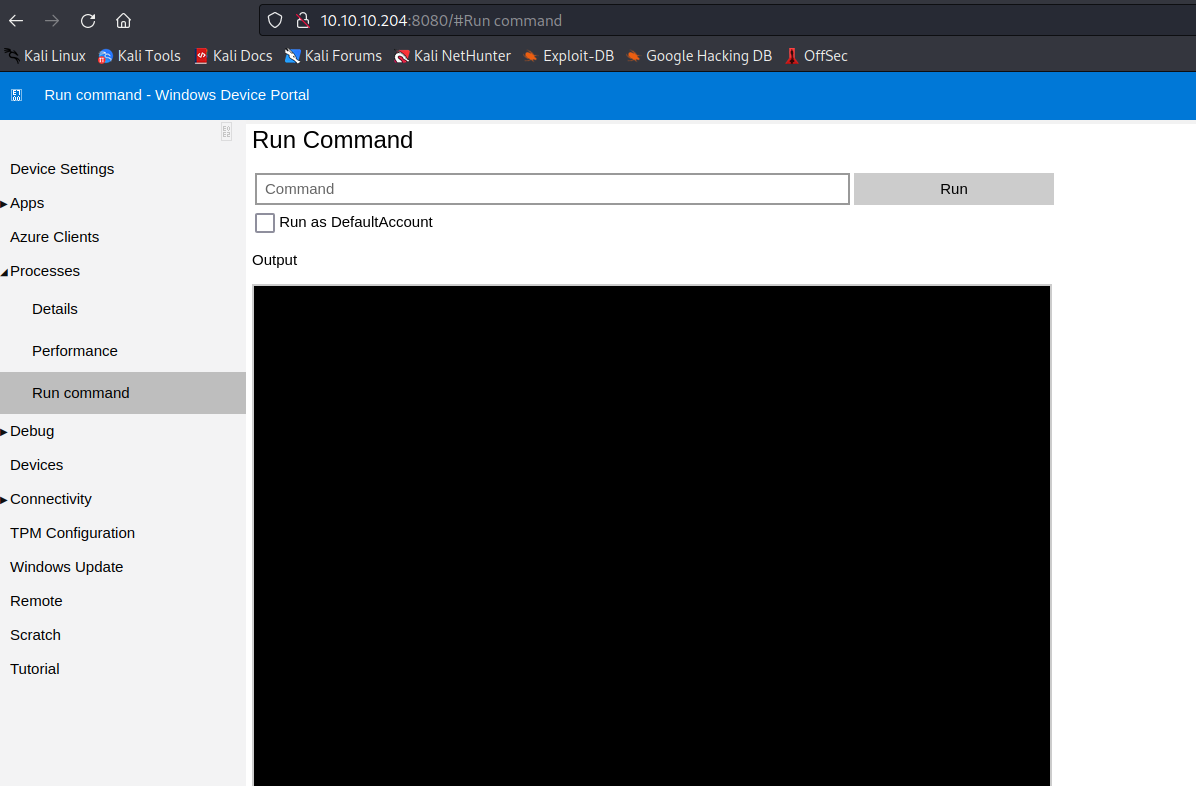 10.10.10.204:8080/#Run command
Kali Linux Kali Tools Kali Docs Kali Forums Kali NetHunter Exploit-DB Google Hacking DB OffSec
Run command - Windows Device Portal
Run Command
Device Settings
Command Run
Apps
Run as DefaultAccount
Azure Clients
Output
Processes
Details
Performance
Run command
Debug
Devices
Connectivity
TPM Configuration
Windows Update
Remote
Scratch
Tutorial